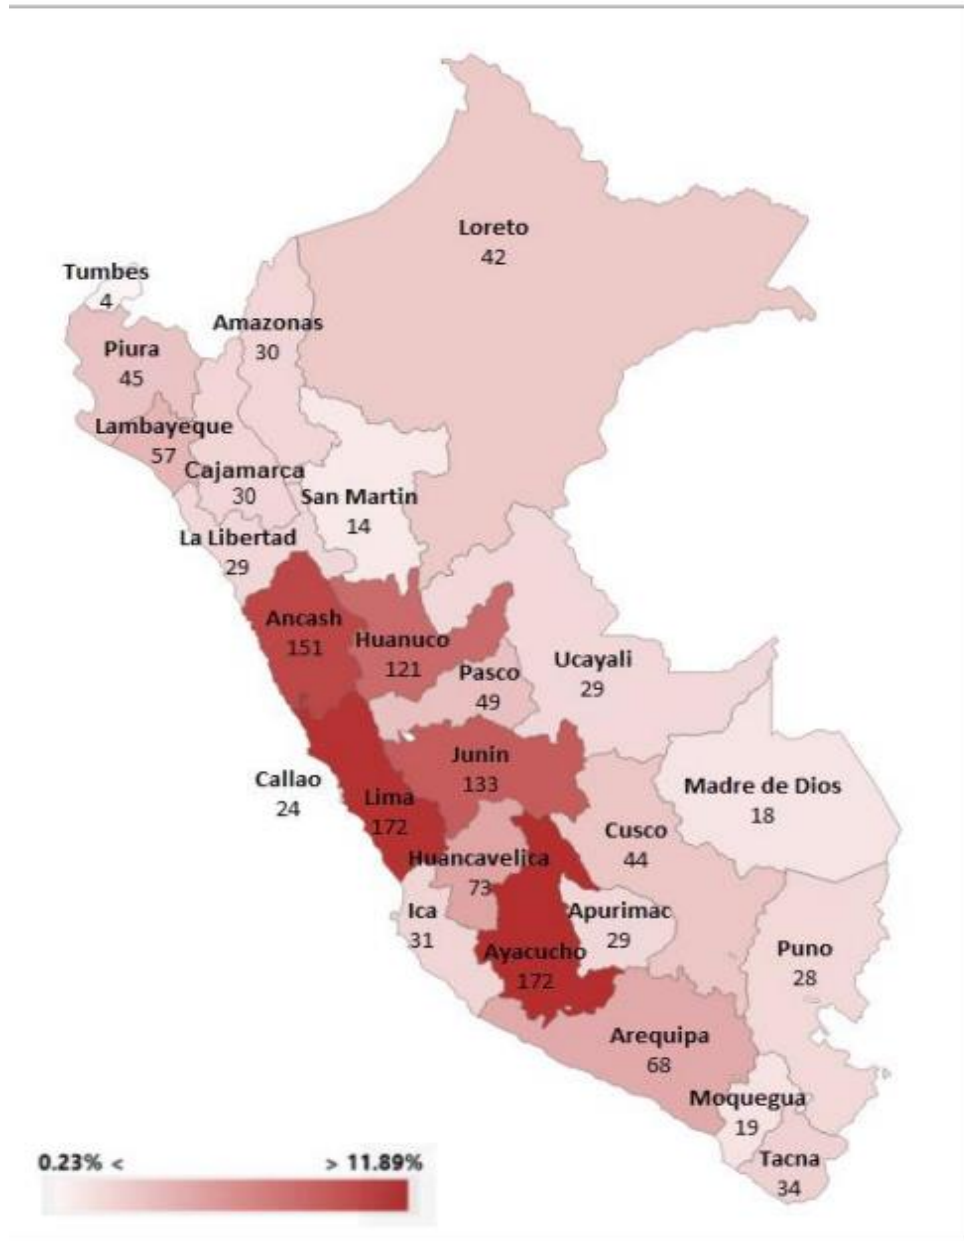 Loreto
42
Tumbes
4
Amazonas
30
Piura
45
Lambayeque
57
Cajamarca
30
San Martin
14
La Libertad
29
Ancash
151
Huanuco
121
Pasco
49
Ucayali
29
Junin
133
Callao
24
Lima
172
Madre de Dios
18
Cusco
44
Huancavelica
73
Ica
31
Apurimac
29
Ayacucho
172
Puno
28
Arequipa
68
Moquegua
19
Tacna
34
0.23% < > 11.89%